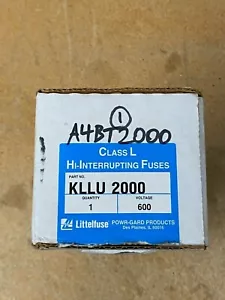 1
A4BT2000
CLASS L
HI-INTERRUPTING FUSES
PART NO.
KLLU 2000
QUANTITY VOLTAGE
1 600
Littelfuse POWR-GARD PRODUCTS
Des Plaines, IL 60016